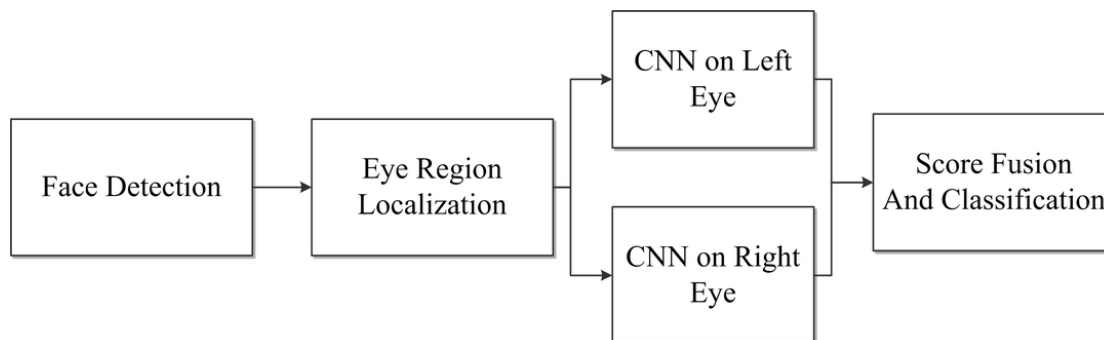 Face Detection
Eye Region
Localization
CNN on Left
Eye
CNN on Right
Eye
Score Fusion
And Classification